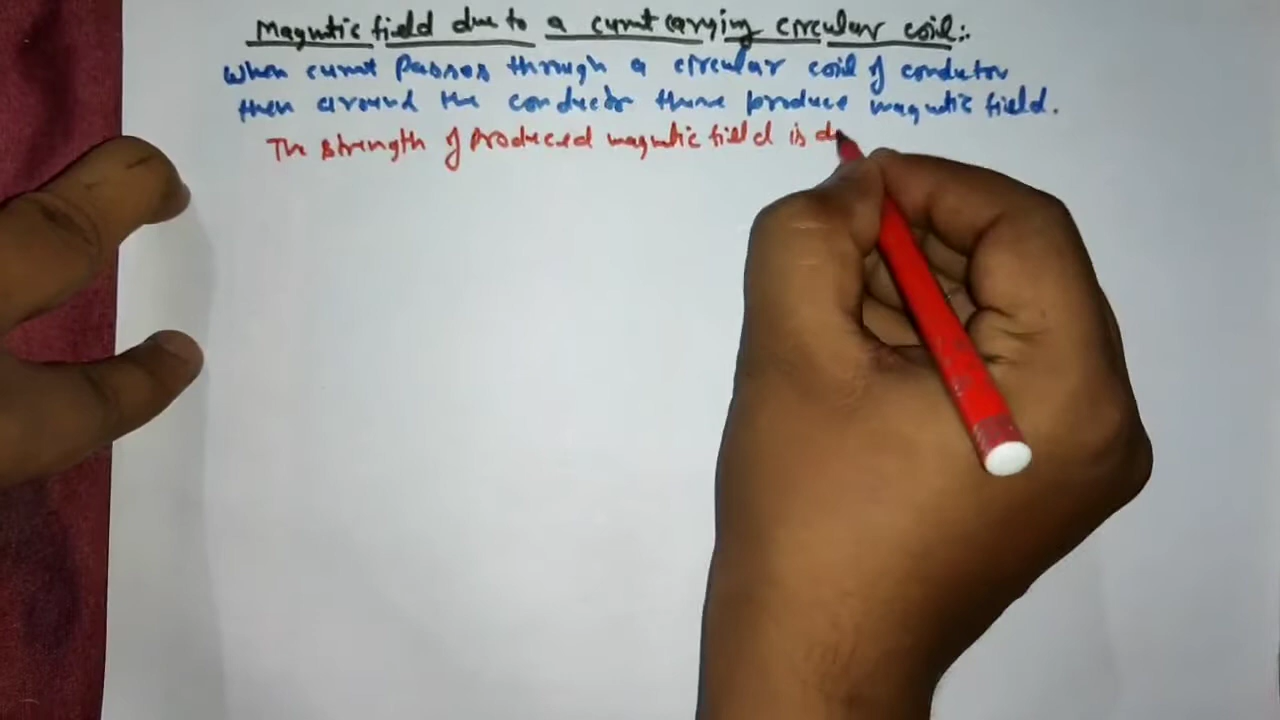 Magnetic field due to a current carrying circular coil:
When current passes through a circular coil of conductor
then around the conductor there produce magnetic field.
The strength of produced magnetic field is d